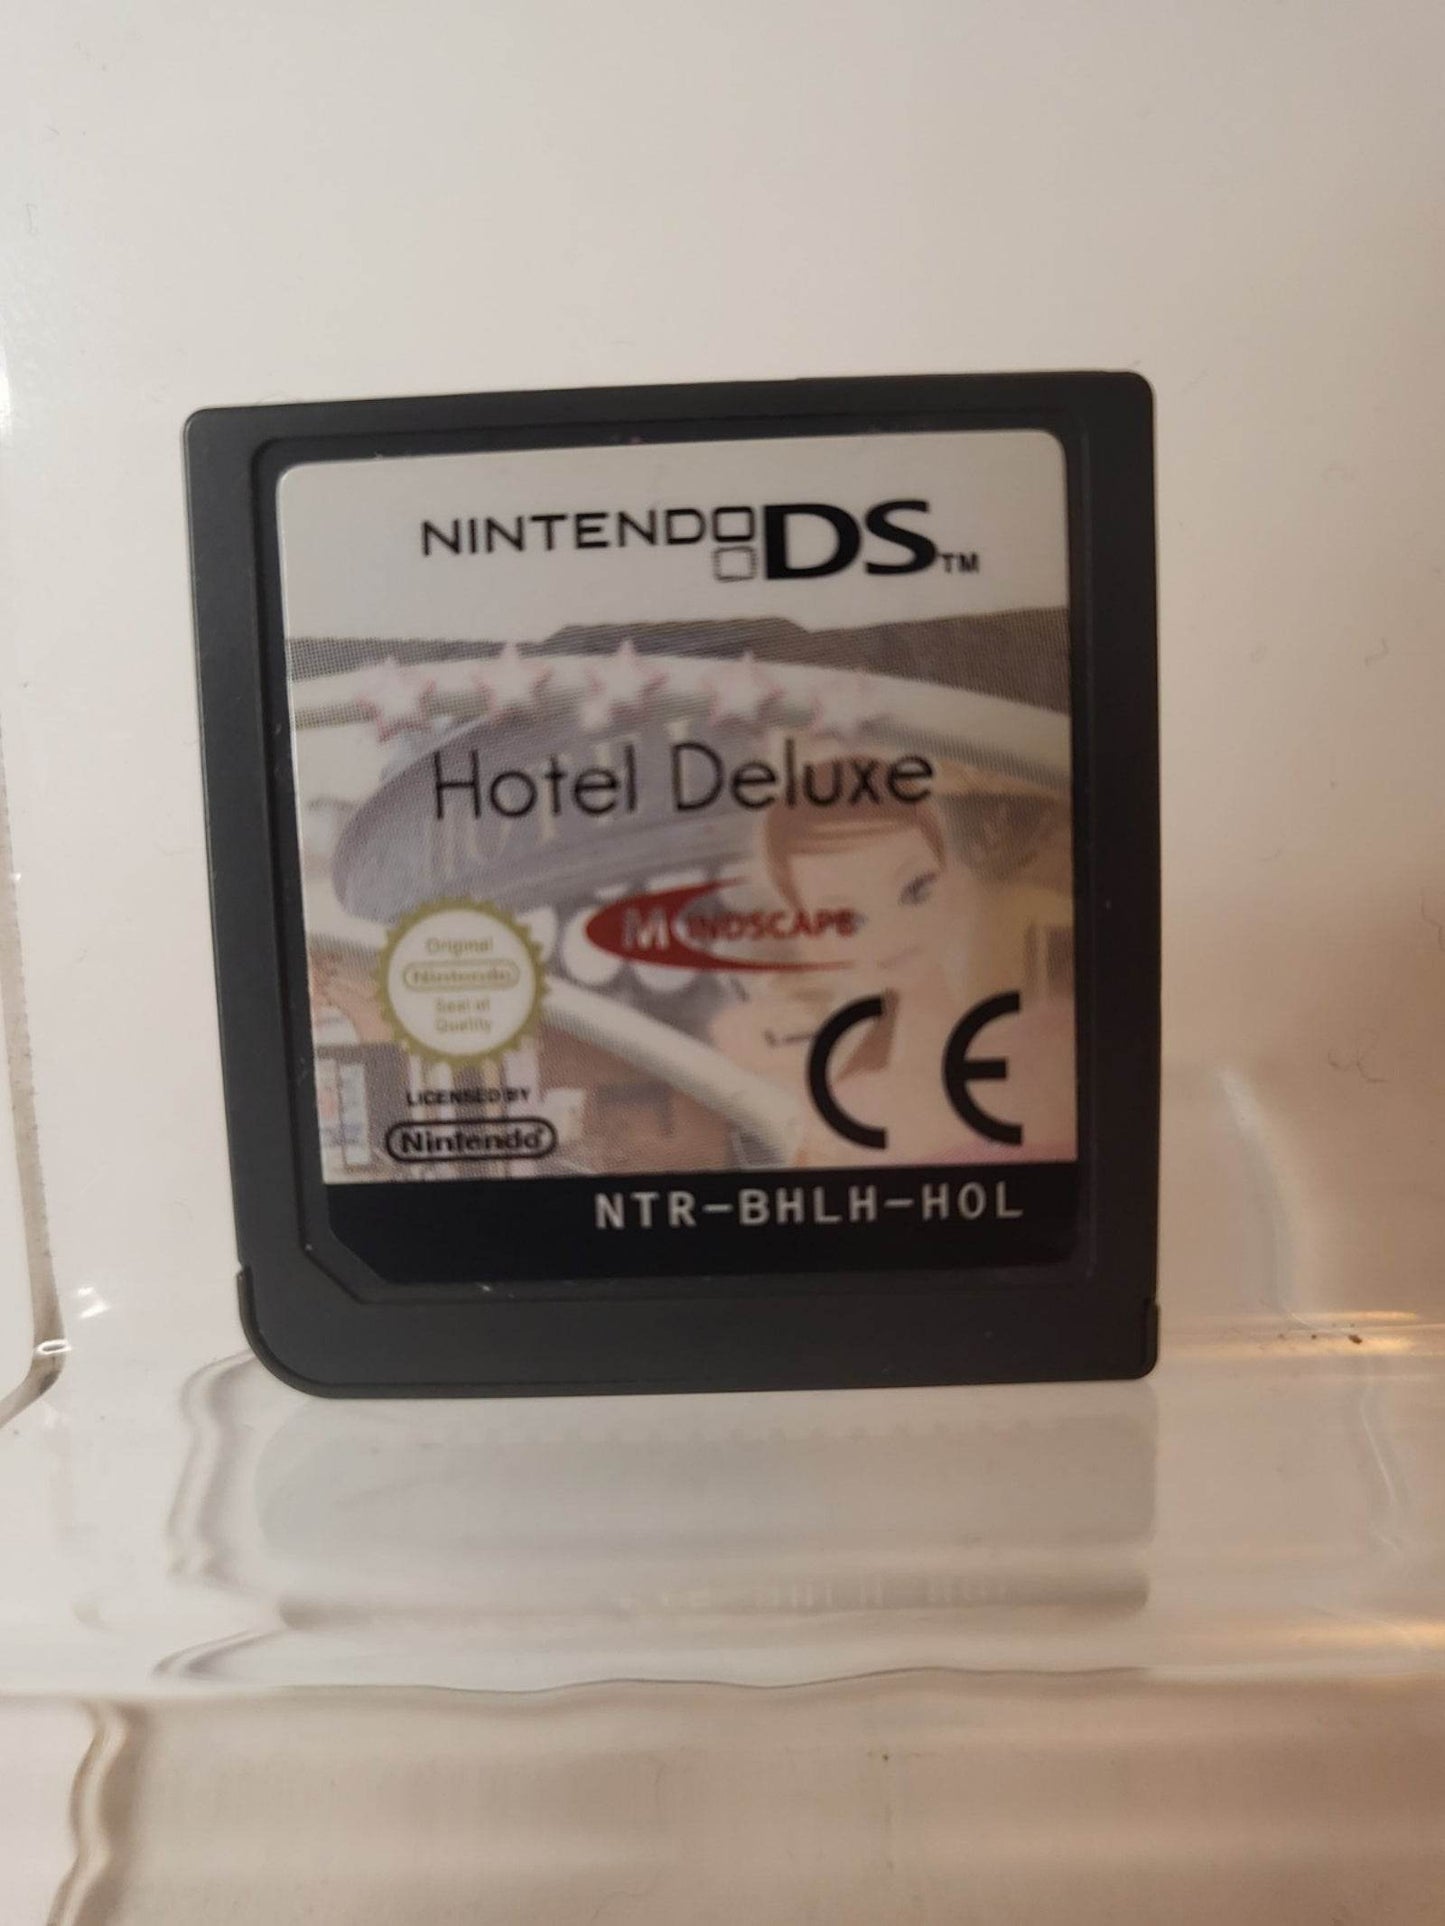 NINTENDO DS™
Hotel Deluxe
MINDSCAPE
Original
Nintendo
Seal of
Quality
CE
LICENSED BY
Nintendo®
NTR-BHLH-HOL